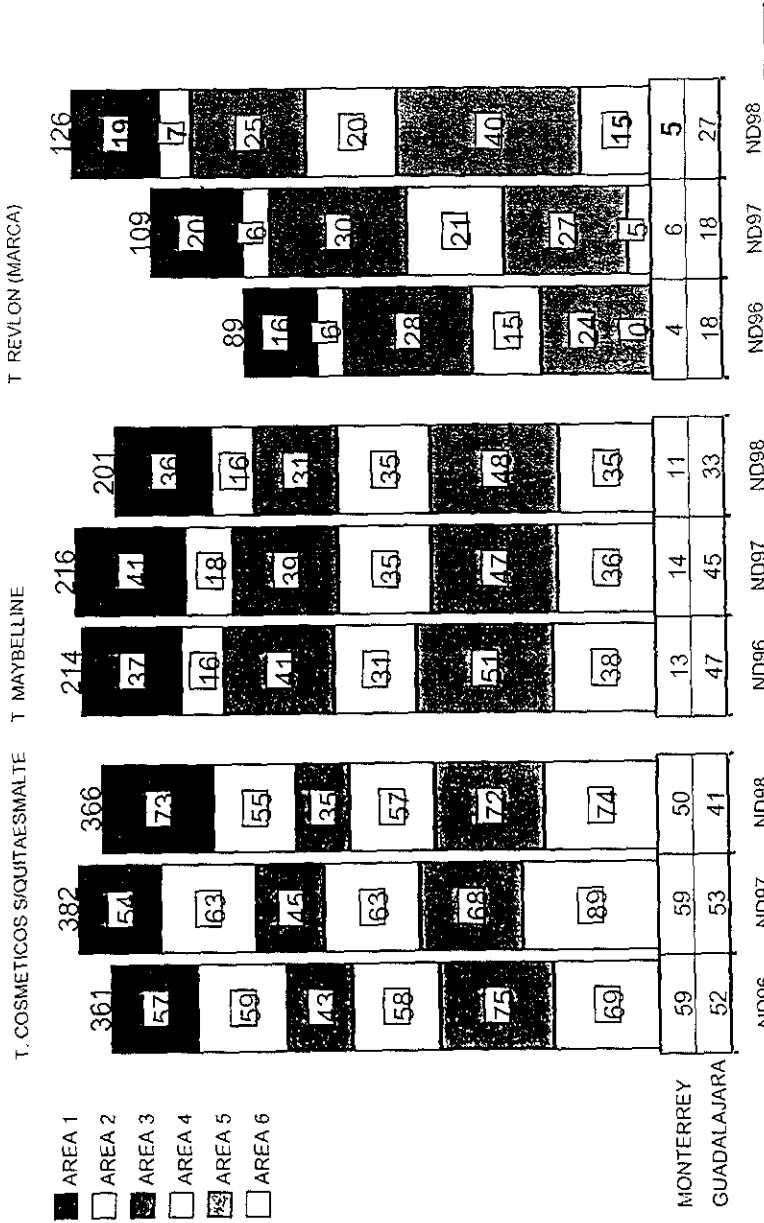 T. COSMETICOS S/QUITAESMALTE T MAYBELLINE T REVLON (MARCA)
AREA 1
AREA 2
AREA 3
AREA 4
AREA 5
AREA 6
361 382 366 214 216 201 89 109 126
57 54 73 37 41 36 16 20 19
59 63 55 16 18 16 6 6 7
43 45 35 41 39 31 28 30 25
58 63 57 31 35 35 15 21 20
75 68 72 51 47 48 24 27 40
69 89 74 38 36 35 0 5 15
MONTERREY 59 59 50 13 14 11 4 6 5
GUADALAJARA 52 53 41 47 45 33 18 18 27
ND96 ND97 ND98 ND96 ND97 ND98 ND96 ND97 ND98